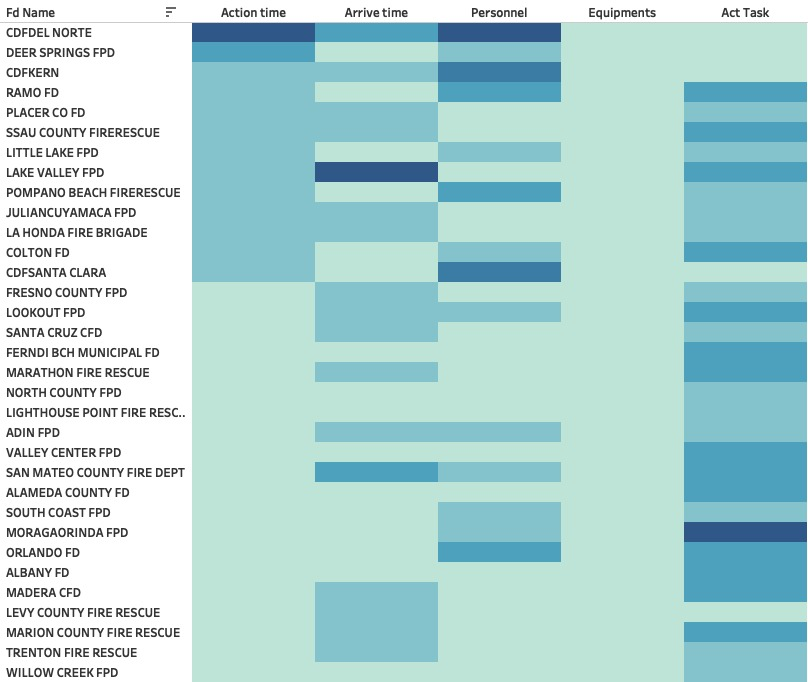 Fd Name Action time Arrive time Personnel Equipments Act Task
CDFDEL NORTE
DEER SPRINGS FPD
CDFKERN
RAMO FD
PLACER CO FD
SSAU COUNTY FIRERESCUE
LITTLE LAKE FPD
LAKE VALLEY FPD
POMPANO BEACH FIRERESCUE
JULIANCUYAMACA FPD
LA HONDA FIRE BRIGADE
COLTON FD
CDFSANTA CLARA
FRESNO COUNTY FPD
LOOKOUT FPD
SANTA CRUZ CFD
FERNDI BCH MUNICIPAL FD
MARATHON FIRE RESCUE
NORTH COUNTY FPD
LIGHTHOUSE POINT FIRE RESC..
ADIN FPD
VALLEY CENTER FPD
SAN MATEO COUNTY FIRE DEPT
ALAMEDA COUNTY FD
SOUTH COAST FPD
MORAGAORINDA FPD
ORLANDO FD
ALBANY FD
MADERA CFD
LEVY COUNTY FIRE RESCUE
MARION COUNTY FIRE RESCUE
TRENTON FIRE RESCUE
WILLOW CREEK FPD